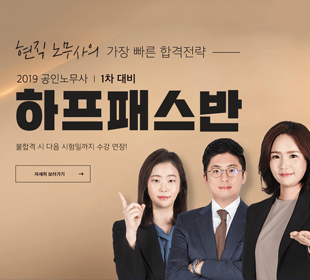 현직 노무사의 가장 빠른 합격전략
2019 공인노무사 | 1차 대비
하프패스반
불합격 시 다음 시험일까지 수강 연장!
자세히 보러가기 →